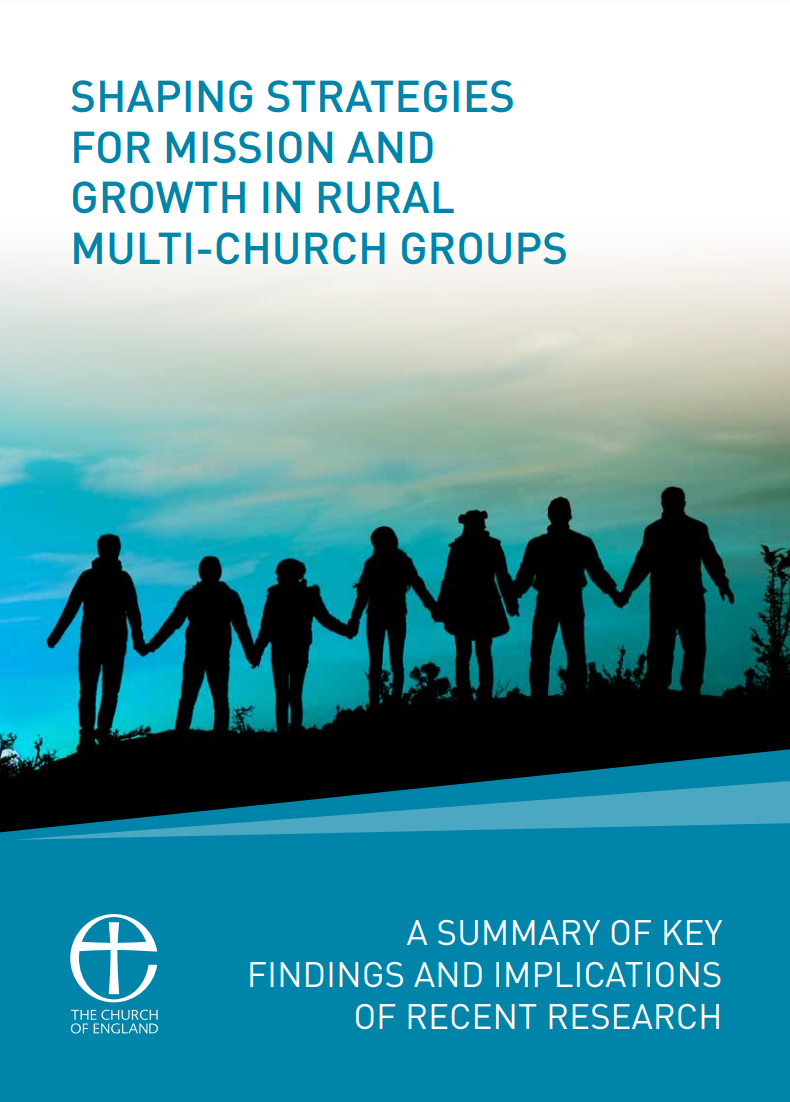 SHAPING STRATEGIES
FOR MISSION AND
GROWTH IN RURAL
MULTI-CHURCH GROUPS
A SUMMARY OF KEY
FINDINGS AND IMPLICATIONS
OF RECENT RESEARCH
THE CHURCH
OF ENGLAND